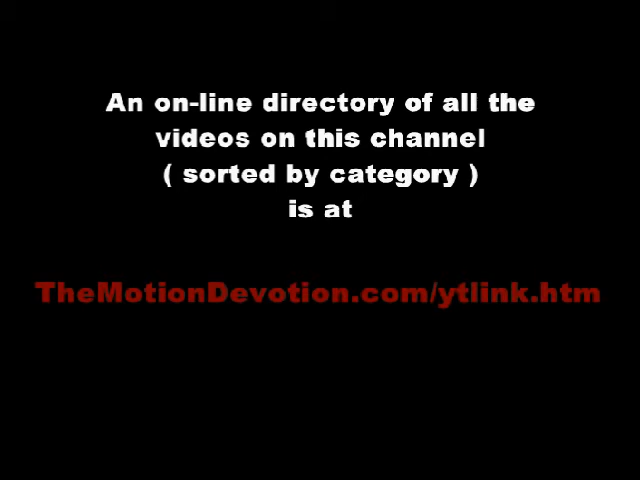 An on-line directory of all the
videos on this channel
( sorted by category )
is at
TheMotionDevotion.com/ytlink.htm